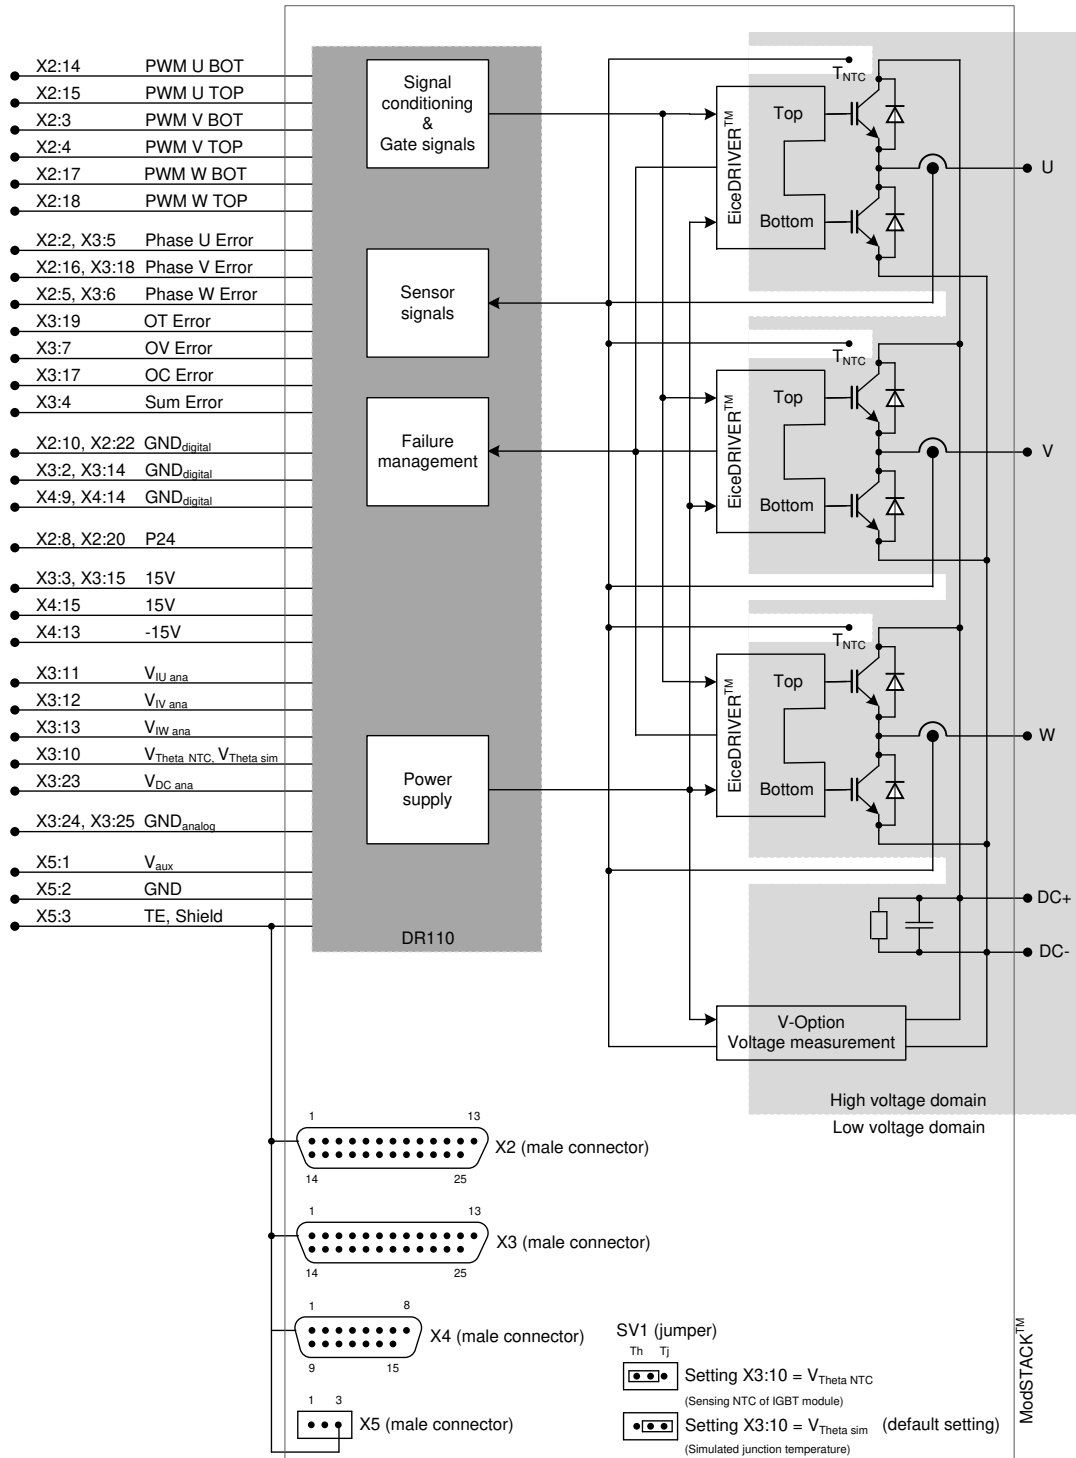 X2:14 PWM U BOT
X2:15 PWM U TOP
X2:3 PWM V BOT
X2:4 PWM V TOP
X2:17 PWM W BOT
X2:18 PWM W TOP
X2:2, X3:5 Phase U Error
X2:16, X3:18 Phase V Error
X2:5, X3:6 Phase W Error
X3:19 OT Error
X3:7 OV Error
X3:17 OC Error
X3:4 Sum Error
X2:10, X2:22 GNDdigital
X3:2, X3:14 GNDdigital
X4:9, X4:14 GNDdigital
X2:8, X2:20 P24
X3:3, X3:15 15V
X4:15 15V
X4:13 -15V
X3:11 VIU ana
X3:12 VIV ana
X3:13 VIW ana
X3:10 VTheta NTC, VTheta sim
X3:23 VDC ana
X3:24, X3:25 GNDanalog
X5:1 Vaux
X5:2 GND
X5:3 TE, Shield
Signal
conditioning
&
Gate signals
Sensor
signals
Failure
management
Power
supply
DR110
TNTC
EiceDRIVER™
Top
Bottom
U
TNTC
EiceDRIVER™
Top
Bottom
V
TNTC
EiceDRIVER™
Top
Bottom
W
DC+
DC-
V-Option
Voltage measurement
High voltage domain
Low voltage domain
1 13
X2 (male connector)
14 25
1 13
X3 (male connector)
14 25
1 8
X4 (male connector)
9 15
1 3
X5 (male connector)
SV1 (jumper)
Th Tj
Setting X3:10 = VTheta NTC
(Sensing NTC of IGBT module)
Setting X3:10 = VTheta sim (default setting)
(Simulated junction temperature)
ModSTACK™